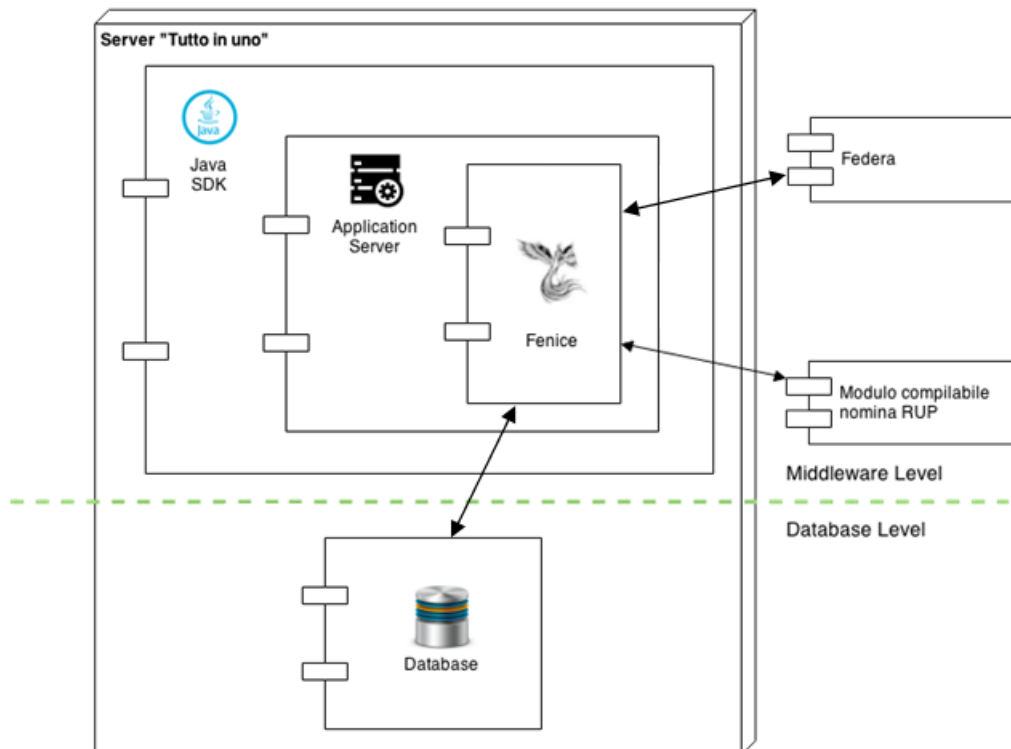 Server "Tutto in uno"
Java
Java
SDK
Application
Server
Fenice
Federa
Modulo compilabile
nomina RUP
Middleware Level
Database Level
Database